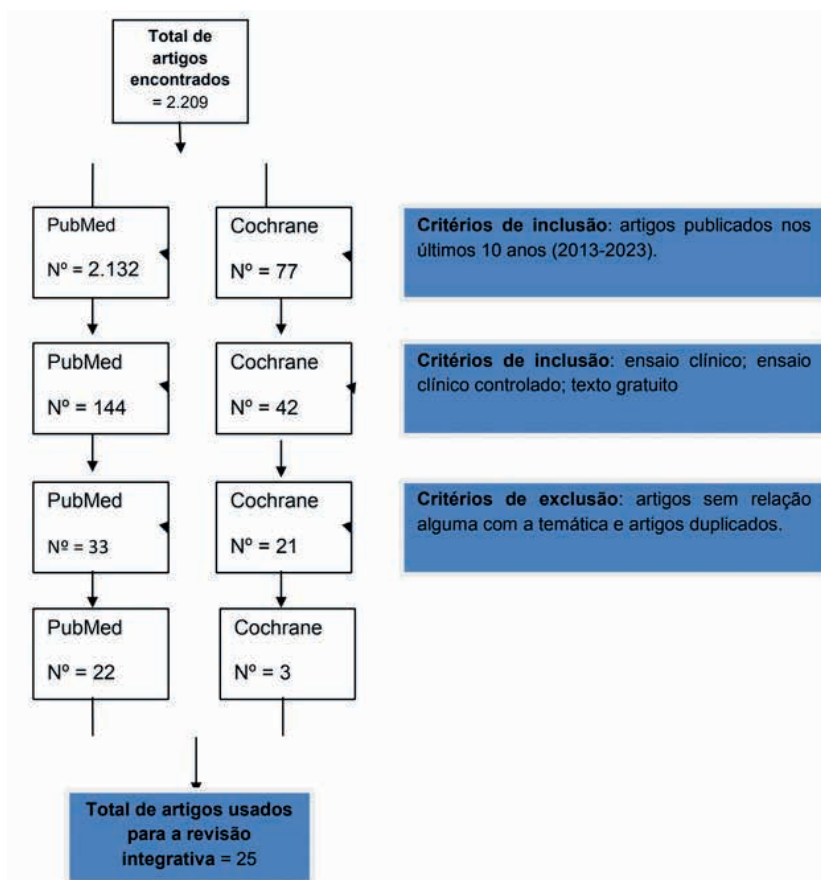 Total de
artigos
encontrados
= 2.209
PubMed
Nº = 2.132
Cochrane
Nº = 77
Critérios de inclusão: artigos publicados nos
últimos 10 anos (2013-2023).
PubMed
Nº = 144
Cochrane
Nº = 42
Critérios de inclusão: ensaio clínico; ensaio
clínico controlado; texto gratuito
PubMed
Nº = 33
Cochrane
Nº = 21
Critérios de exclusão: artigos sem relação
alguma com a temática e artigos duplicados.
PubMed
Nº = 22
Cochrane
Nº = 3
Total de artigos usados
para a revisão
integrativa = 25